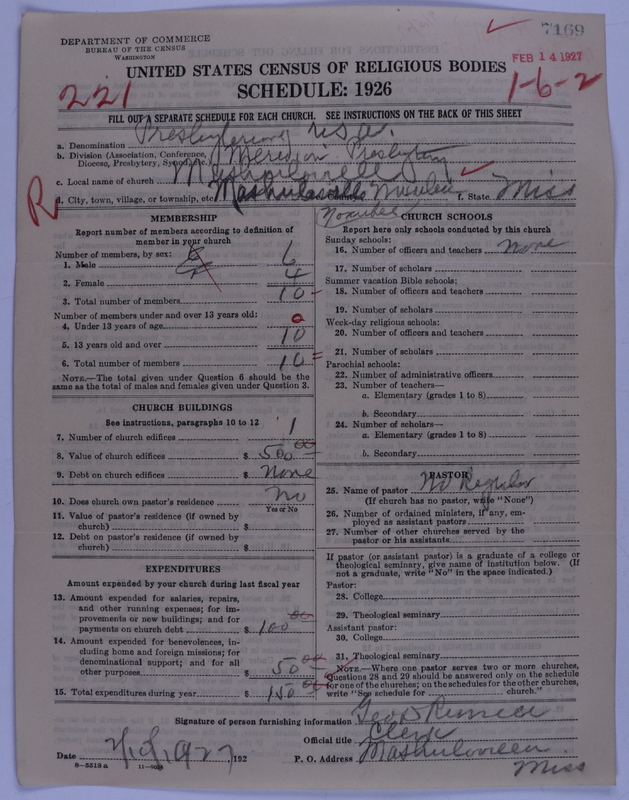 7169
DEPARTMENT OF COMMERCE
BUREAU OF THE CENSUS
WASHINGTON
FEB 14 1927
UNITED STATES CENSUS OF RELIGIOUS BODIES
221
SCHEDULE: 1926
1-6-2
FILL OUT A SEPARATE SCHEDULE FOR EACH CHURCH. SEE INSTRUCTIONS ON THE BACK OF THIS SHEET
a. Denomination Presbyterian U.S.A.
b. Division (Association, Conference, Diocese, Presbytery, Synod, etc.) Meridian Presbytery
c. Local name of church Mashulaville
R
d. City, town, village, or township, etc. Mashulaville f. State Miss
Noxubee
MEMBERSHIP
Report number of members according to definition of
member in your church
Number of members, by sex:
1. Male 6
2. Female 4
3. Total number of members 10
Number of members under and over 13 years old:
4. Under 13 years of age 0
5. 13 years old and over 10
6. Total number of members 10
NOTE.—The total given under Question 6 should be the
same as the total of males and females given under Question 3.
CHURCH BUILDINGS
See instructions, paragraphs 10 to 12
7. Number of church edifices 1
8. Value of church edifices $ 500 00
9. Debt on church edifices $ None
10. Does church own pastor's residence No
Yes or No
11. Value of pastor's residence (if owned by
church) $
12. Debt on pastor's residence (if owned by
church) $
EXPENDITURES
Amount expended by your church during last fiscal year
13. Amount expended for salaries, repairs,
and other running expenses; for im-
provements or new buildings; and for
payments on church debt $ 100 00
14. Amount expended for benevolences, in-
cluding home and foreign missions; for
denominational support; and for all
other purposes $ 50 00
15. Total expenditures during year $ 150 00
CHURCH SCHOOLS
Report here only schools conducted by this church
Sunday schools:
16. Number of officers and teachers None
17. Number of scholars
Summer vacation Bible schools:
18. Number of officers and teachers
19. Number of scholars
Week-day religious schools:
20. Number of officers and teachers
21. Number of scholars
Parochial schools:
22. Number of administrative officers
23. Number of teachers—
a. Elementary (grades 1 to 8)
b. Secondary
24. Number of scholars—
a. Elementary (grades 1 to 8)
b. Secondary
PASTOR
25. Name of pastor No Regular
(If church has no pastor, write "None")
26. Number of ordained ministers, if any, em-
ployed as assistant pastors
27. Number of other churches served by the
pastor or his assistants
If pastor (or assistant pastor) is a graduate of a college or
theological seminary, give name of institution below. (If
not a graduate, write "No" in the space indicated.)
Pastor:
28. College
29. Theological seminary
Assistant pastor:
30. College
31. Theological seminary
NOTE.—Where one pastor serves two or more churches,
Questions 28 and 29 should be answered only on the schedule
for one of the churches; on the schedules for the other churches,
write "See schedule for church."
Signature of person furnishing information Geo D
Official title Clerk
Date 1927, 192
P. O. Address Mashulaville
Miss
8-5518 a